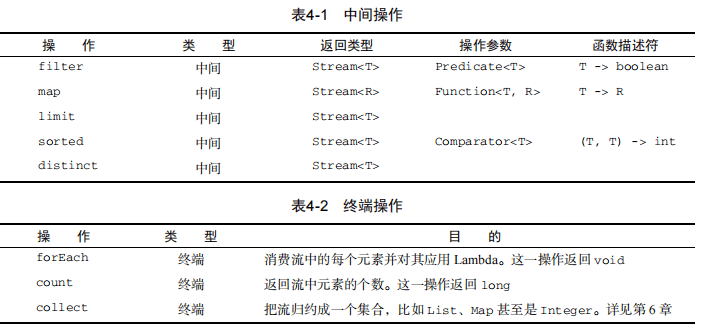 表4-1 中间操作
操 作 类 型 返回类型 操作参数 函数描述符
filter 中间 Stream<T> Predicate<T> T -> boolean
map 中间 Stream<R> Function<T, R> T -> R
limit 中间 Stream<T>
sorted 中间 Stream<T> Comparator<T> (T, T) -> int
distinct 中间 Stream<T>
表4-2 终端操作
操 作 类 型 目 的
forEach 终端 消费流中的每个元素并对其应用 Lambda。这一操作返回 void
count 终端 返回流中元素的个数。这一操作返回 long
collect 终端 把流归约成一个集合，比如 List、Map 甚至是 Integer。详见第 6 章